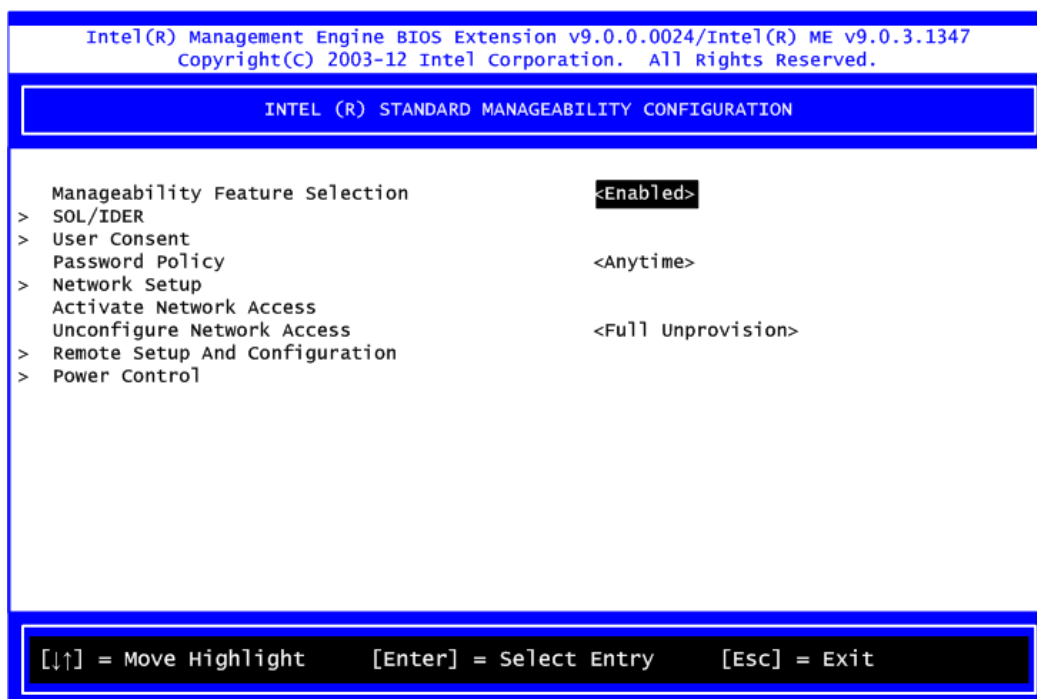 Intel(R) Management Engine BIOS Extension v9.0.0.0024/Intel(R) ME v9.0.3.1347
Copyright(C) 2003-12 Intel Corporation.  All Rights Reserved.
INTEL (R) STANDARD MANAGEABILITY CONFIGURATION
Manageability Feature Selection <Enabled>
> SOL/IDER
> User Consent
Password Policy <Anytime>
> Network Setup
Activate Network Access
Unconfigure Network Access <Full Unprovision>
> Remote Setup And Configuration
> Power Control
[↓↑] = Move Highlight [Enter] = Select Entry [Esc] = Exit